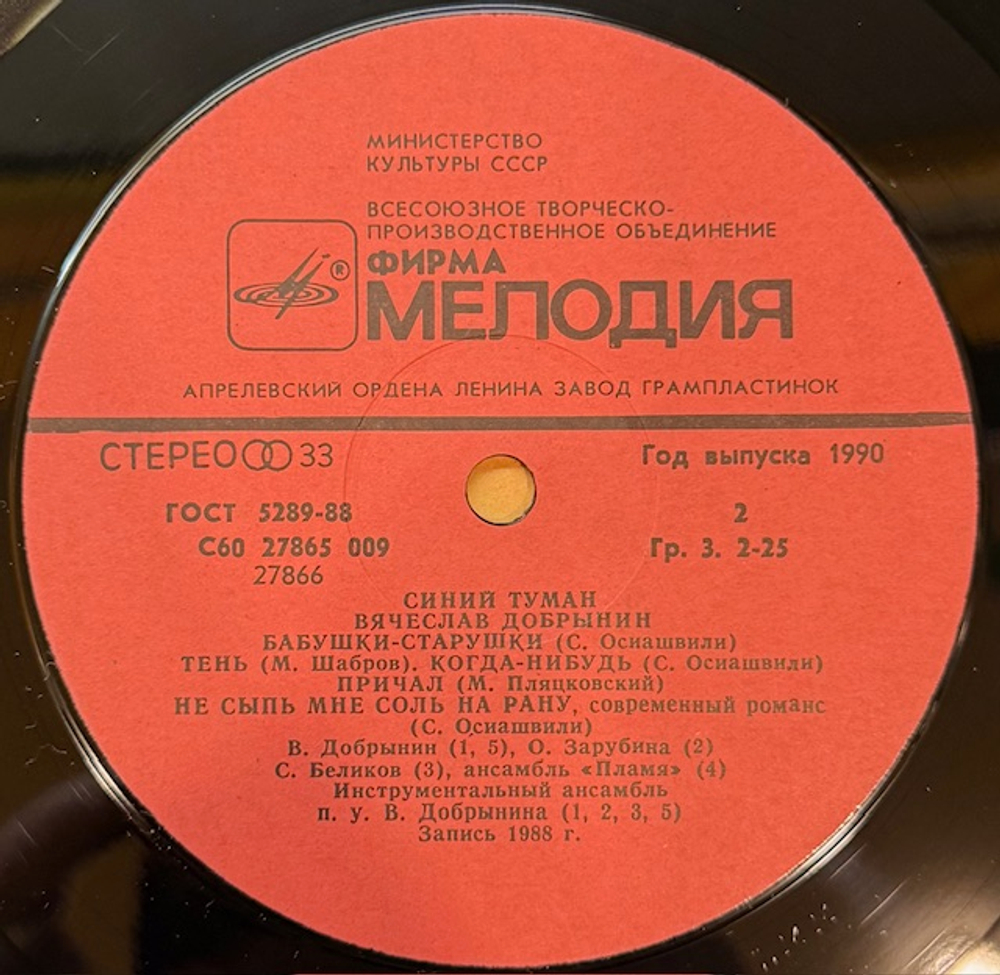 МИНИСТЕРСТВО
КУЛЬТУРЫ СССР
ВСЕСОЮЗНОЕ ТВОРЧЕСКО-
ПРОИЗВОДСТВЕННОЕ ОБЪЕДИНЕНИЕ
ФИРМА
®
МЕЛОДИЯ
АПРЕЛЕВСКИЙ ОРДЕНА ЛЕНИНА ЗАВОД ГРАМПЛАСТИНОК
СТЕРЕО 33
Год выпуска 1990
ГОСТ 5289-88
2
С60 27865 009
Гр. 3. 2-25
27866
СИНИЙ ТУМАН
ВЯЧЕСЛАВ ДОБРЫНИН
БАБУШКИ-СТАРУШКИ (С. Осиашвили)
ТЕНЬ (М. Шабров). КОГДА-НИБУДЬ (С. Осиашвили)
ПРИЧАЛ (М. Пляцковский)
НЕ СЫПЬ МНЕ СОЛЬ НА РАНУ, современный романс
(С. Осиашвили)
В. Добрынин (1, 5), О. Зарубина (2)
С. Беликов (3), ансамбль «Пламя» (4)
Инструментальный ансамбль
п. у. В. Добрынина (1, 2, 3, 5)
Запись 1988 г.